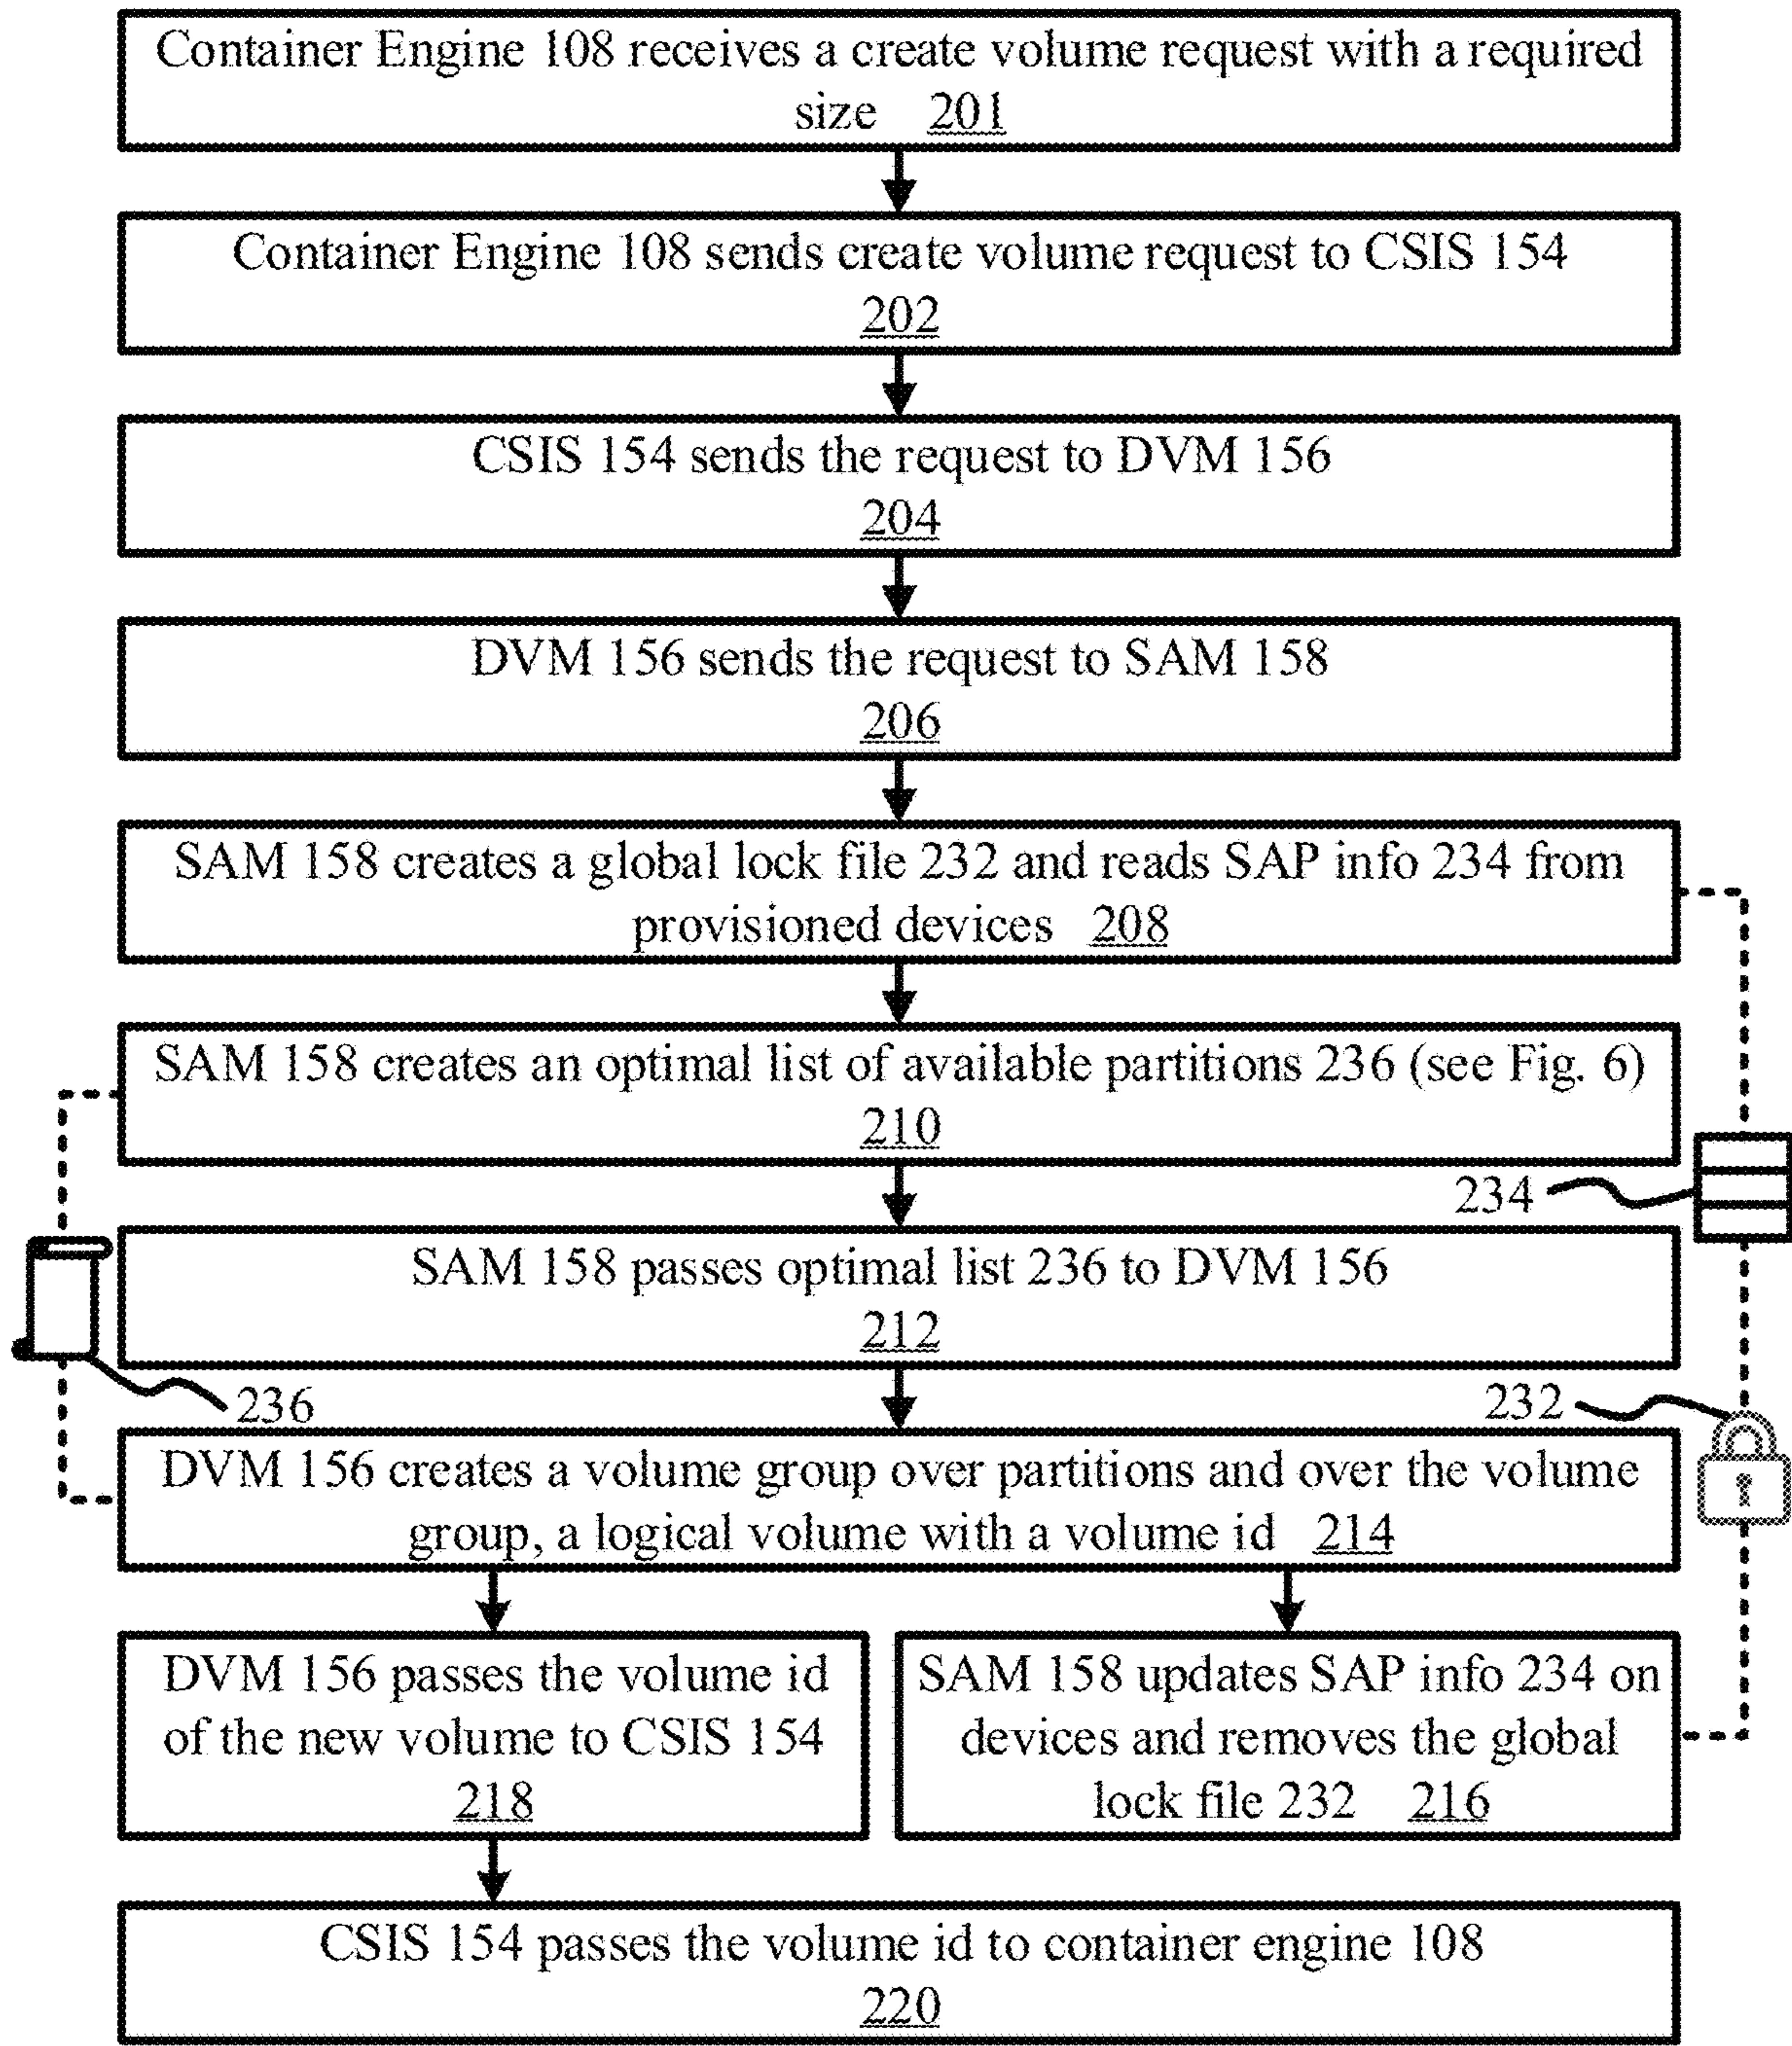 Container Engine 108 receives a create volume request with a required
size 201
Container Engine 108 sends create volume request to CSIS 154
202
CSIS 154 sends the request to DVM 156
204
DVM 156 sends the request to SAM 158
206
SAM 158 creates a global lock file 232 and reads SAP info 234 from
provisioned devices 208
SAM 158 creates an optimal list of available partitions 236 (see Fig. 6)
210
234
SAM 158 passes optimal list 236 to DVM 156
212
236
232
DVM 156 creates a volume group over partitions and over the volume
group, a logical volume with a volume id 214
DVM 156 passes the volume id
of the new volume to CSIS 154
218
SAM 158 updates SAP info 234 on
devices and removes the global
lock file 232 216
CSIS 154 passes the volume id to container engine 108
220